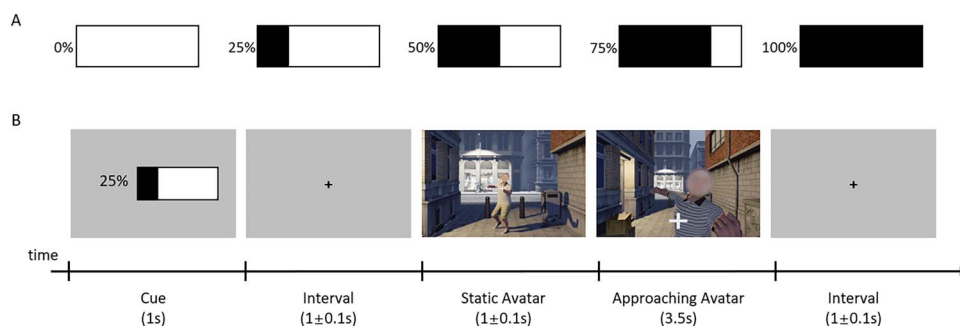 A
0%
25%
50%
75%
100%
B
25%
+
+
time
Cue
(1s)
Interval
(1±0.1s)
Static Avatar
(1±0.1s)
Approaching Avatar
(3.5s)
Interval
(1±0.1s)